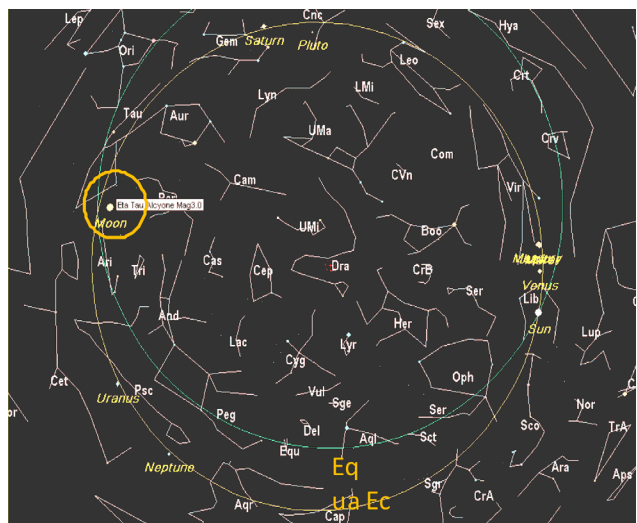 Lep
Cnc
Sex
Hya
Ori
Gem
Saturn
Pluto
Leo
Crt
Lyn
LMi
Tau
Aur
UMa
Crv
Com
Cam
CVn
Vir
Eta Tau Alcyone Mag3.0
Moon
UMi
Boo
Ari
Tri
Cas
Cep
Dra
CrB
Venus
Ser
Lib
And
Her
Sun
Lac
Lyr
Lup
Cyg
Cet
Psc
Uranus
Vul
Sge
Oph
Nor
Peg
Ser
Del
Equ
Aql
Sct
Sco
TrA
Neptune
Eq
ua Ec
Sgr
Ara
Aps
Aqr
Cap
CrA